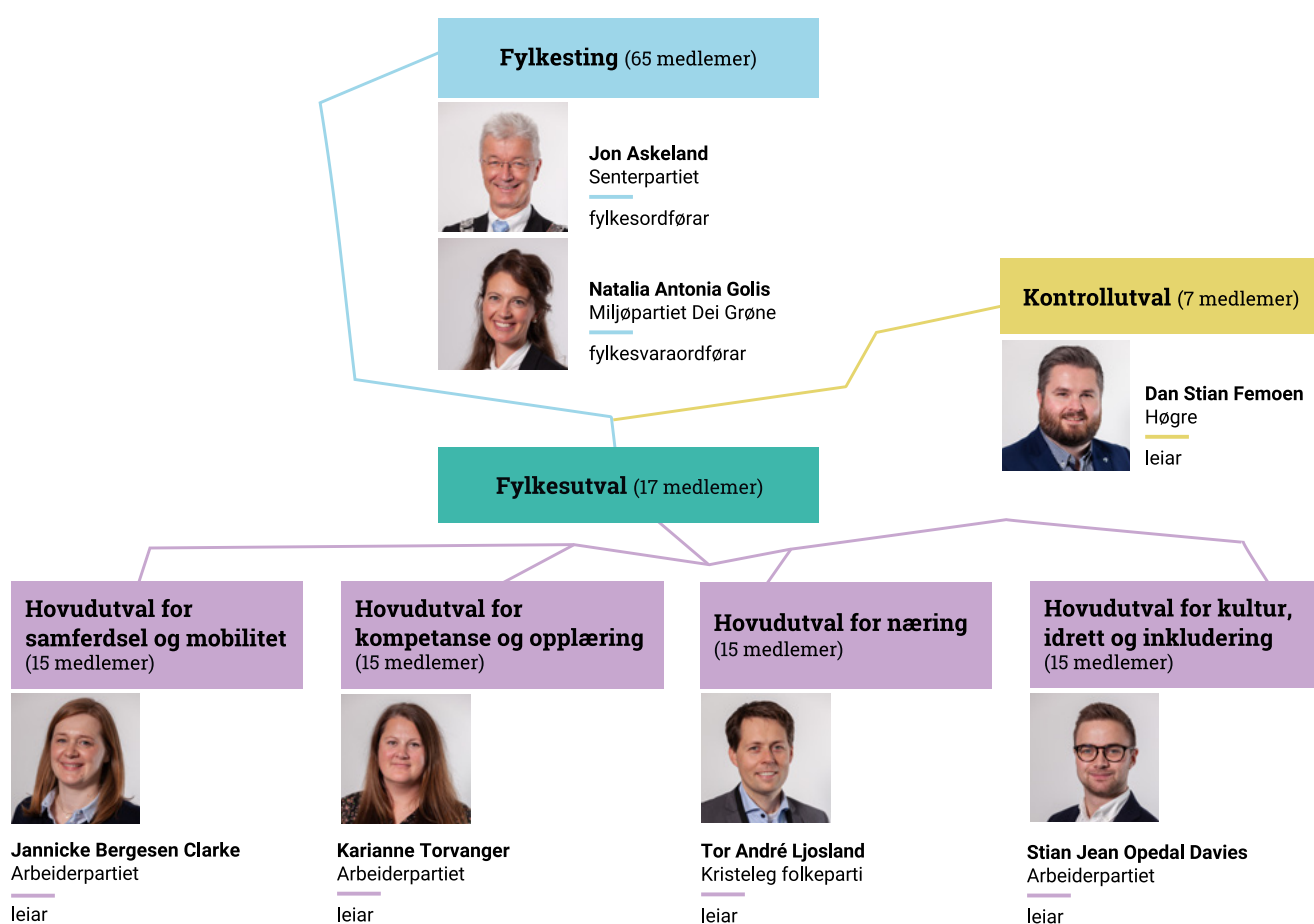 Fylkesting (65 medlemer)
Jon Askeland
Senterpartiet
fylkesordførar
Natalia Antonia Golis
Miljøpartiet Dei Grøne
fylkesvaraordførar
Kontrollutval (7 medlemer)
Dan Stian Femoen
Høgre
leiar
Fylkesutval (17 medlemer)
Hovudutval for
samferdsel og mobilitet
(15 medlemer)
Jannicke Bergesen Clarke
Arbeiderpartiet
leiar
Hovudutval for
kompetanse og opplæring
(15 medlemer)
Karianne Torvanger
Arbeiderpartiet
leiar
Hovudutval for næring
(15 medlemer)
Tor André Ljosland
Kristeleg folkeparti
leiar
Hovudutval for kultur,
idrett og inkludering
(15 medlemer)
Stian Jean Opedal Davies
Arbeiderpartiet
leiar